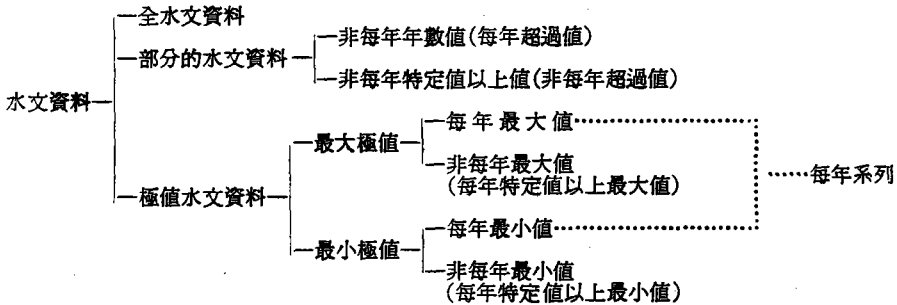 全水文資料
非每年年數值(每年超過值)
部分的水文資料
非每年特定值以上值(非每年超過值)
水文資料
每年最大值
最大極值
非每年最大值
(每年特定值以上最大值)
每年系列
極值水文資料
每年最小值
最小極值
非每年最小值
(每年特定值以上最小值)